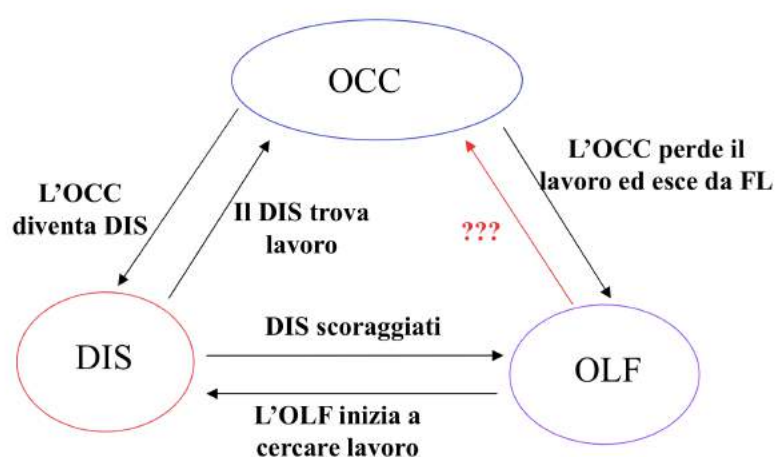 OCC
L'OCC perde il
lavoro ed esce da FL
L'OCC
diventa DIS
Il DIS trova
lavoro
???
DIS scoraggiati
DIS
OLF
L'OLF inizia a
cercare lavoro